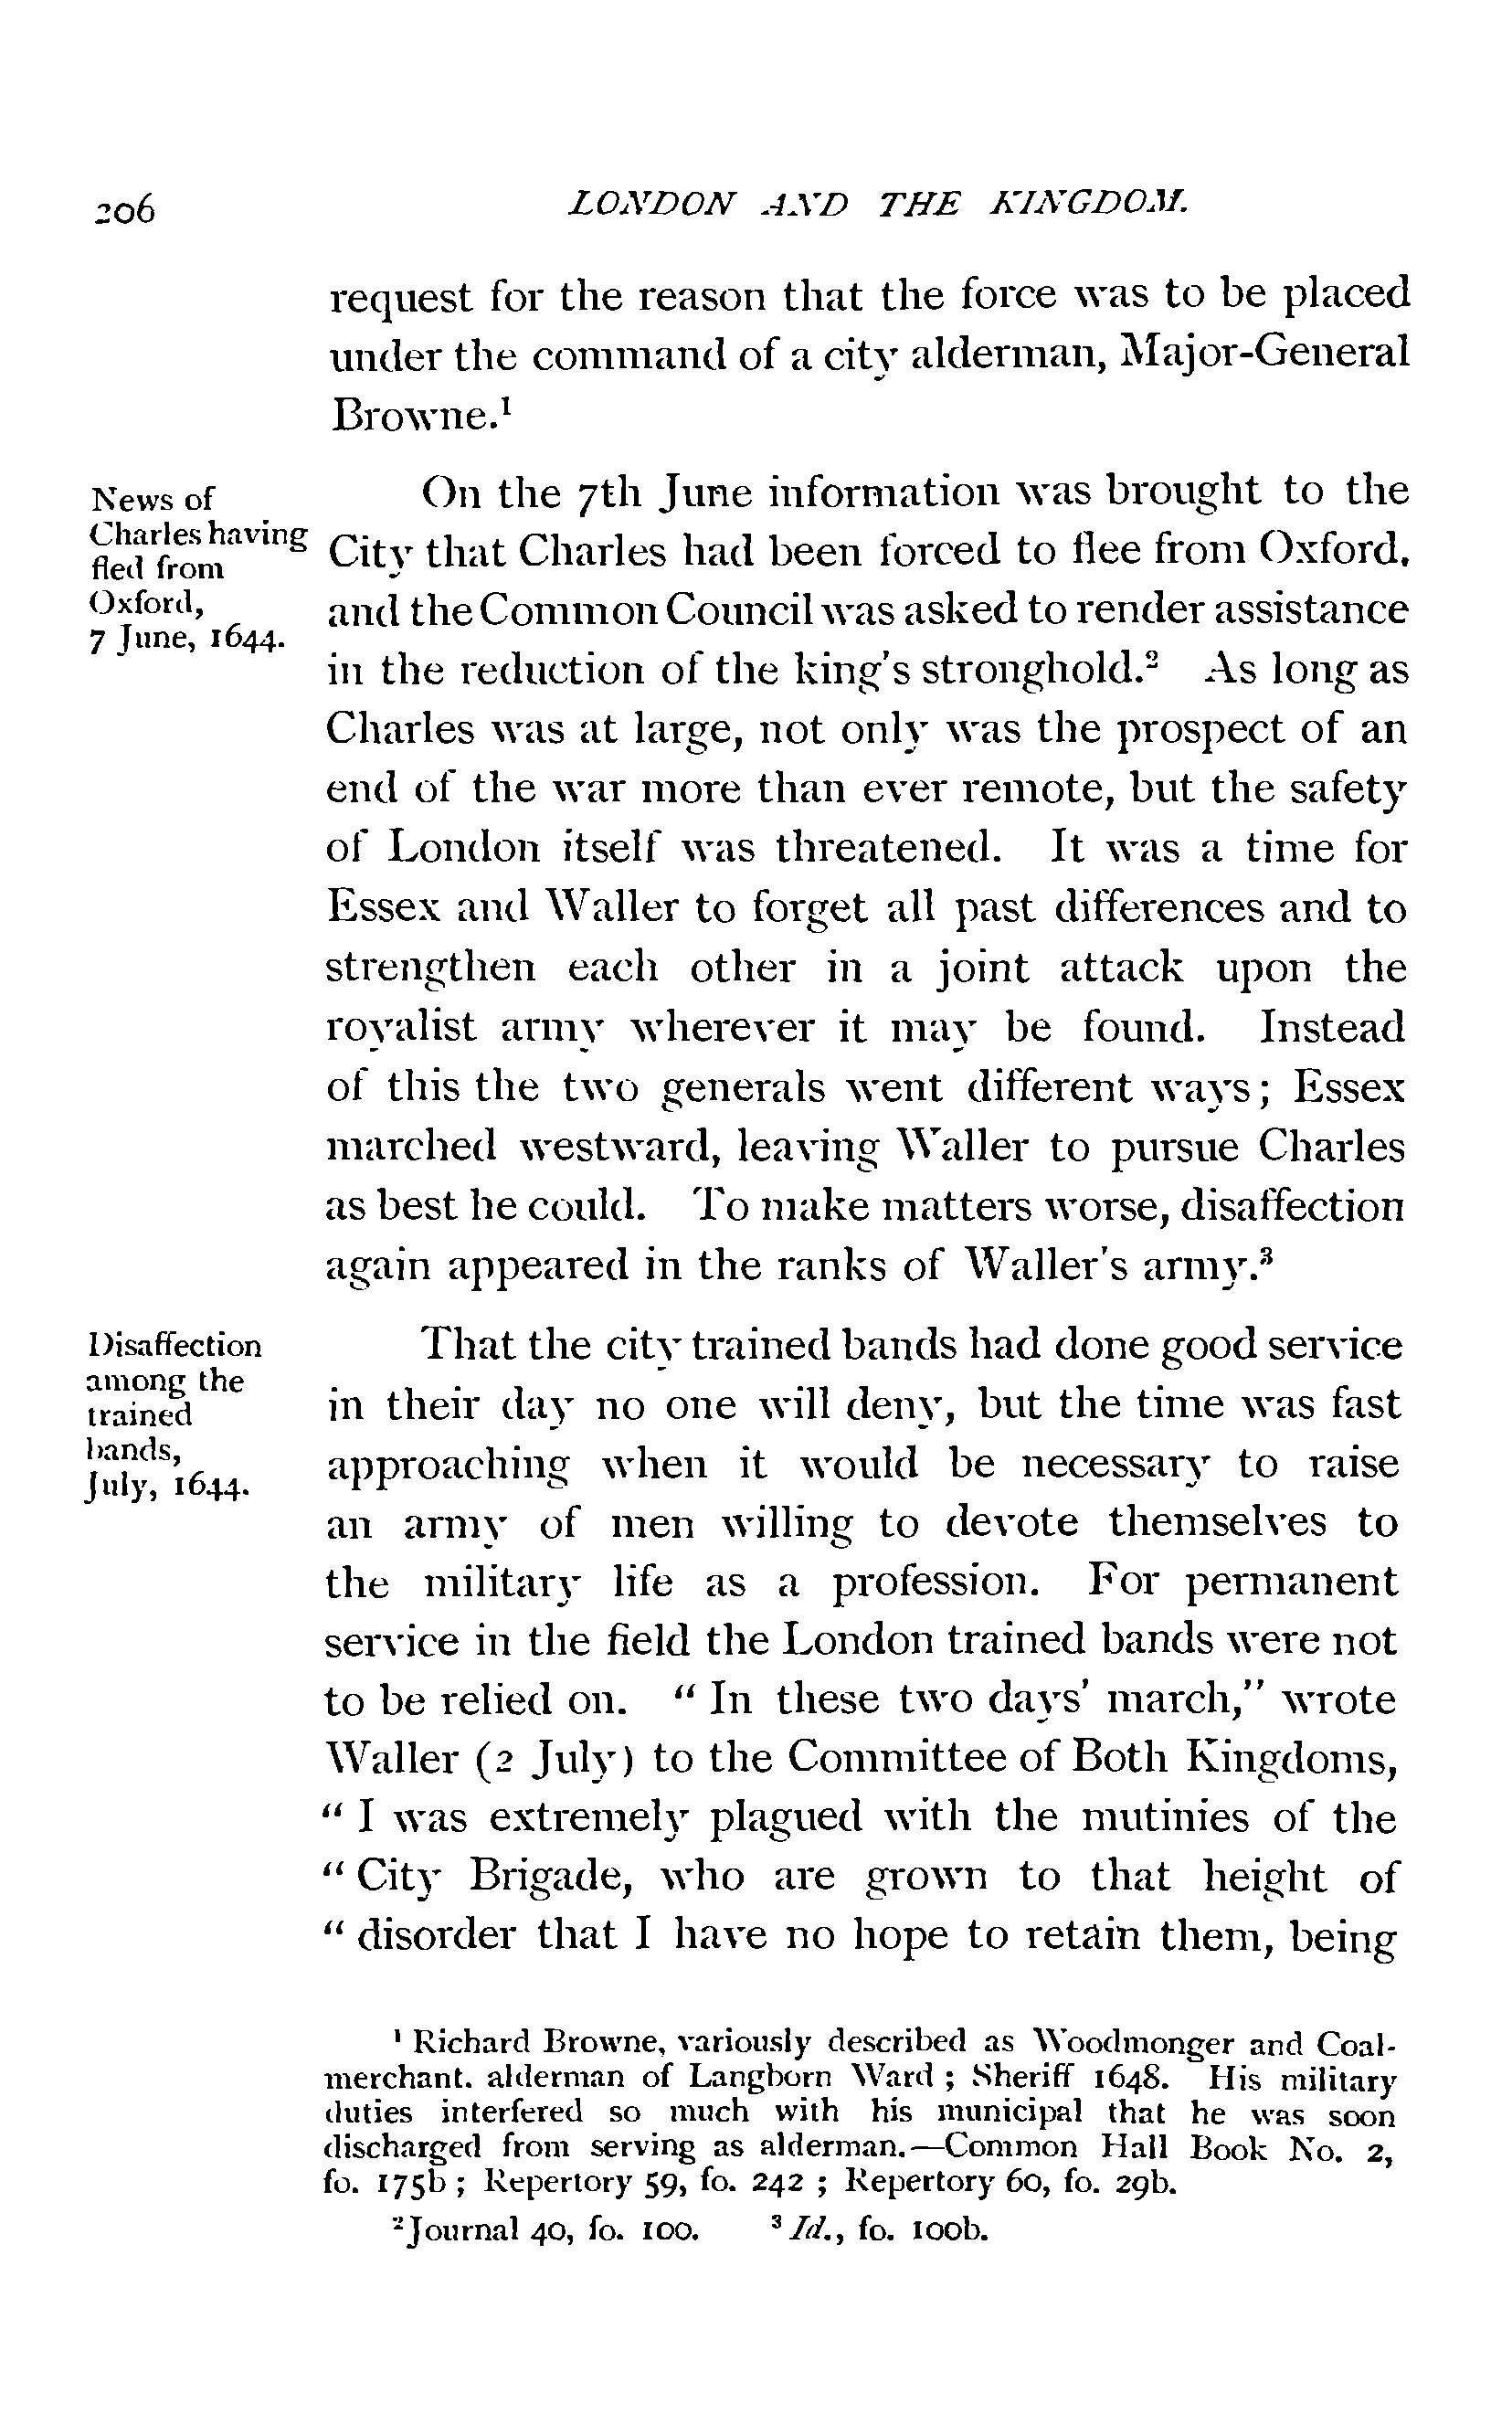 206 LONDON AND THE KINGDOM.
request for the reason that the force was to be placed
under the command of a city alderman, Major-General
Browne.¹
News of
Charles having
fled from
Oxford,
7 June, 1644.
On the 7th June information was brought to the
City that Charles had been forced to flee from Oxford,
and the Common Council was asked to render assistance
in the reduction of the king's stronghold.² As long as
Charles was at large, not only was the prospect of an
end of the war more than ever remote, but the safety
of London itself was threatened. It was a time for
Essex and Waller to forget all past differences and to
strengthen each other in a joint attack upon the
royalist army wherever it may be found. Instead
of this the two generals went different ways; Essex
marched westward, leaving Waller to pursue Charles
as best he could. To make matters worse, disaffection
again appeared in the ranks of Waller's army.³
Disaffection
among the
trained
bands,
July, 1644.
That the city trained bands had done good service
in their day no one will deny, but the time was fast
approaching when it would be necessary to raise
an army of men willing to devote themselves to
the military life as a profession. For permanent
service in the field the London trained bands were not
to be relied on. "In these two days' march," wrote
Waller (2 July) to the Committee of Both Kingdoms,
"I was extremely plagued with the mutinies of the
"City Brigade, who are grown to that height of
"disorder that I have no hope to retain them, being
¹ Richard Browne, variously described as Woodmonger and Coal-
merchant. alderman of Langborn Ward; Sheriff 1648. His military
duties interfered so much with his municipal that he was soon
discharged from serving as alderman.—Common Hall Book No. 2,
fo. 175b; Repertory 59, fo. 242; Repertory 60, fo. 29b.
² Journal 40, fo. 100. ³ Id., fo. 100b.